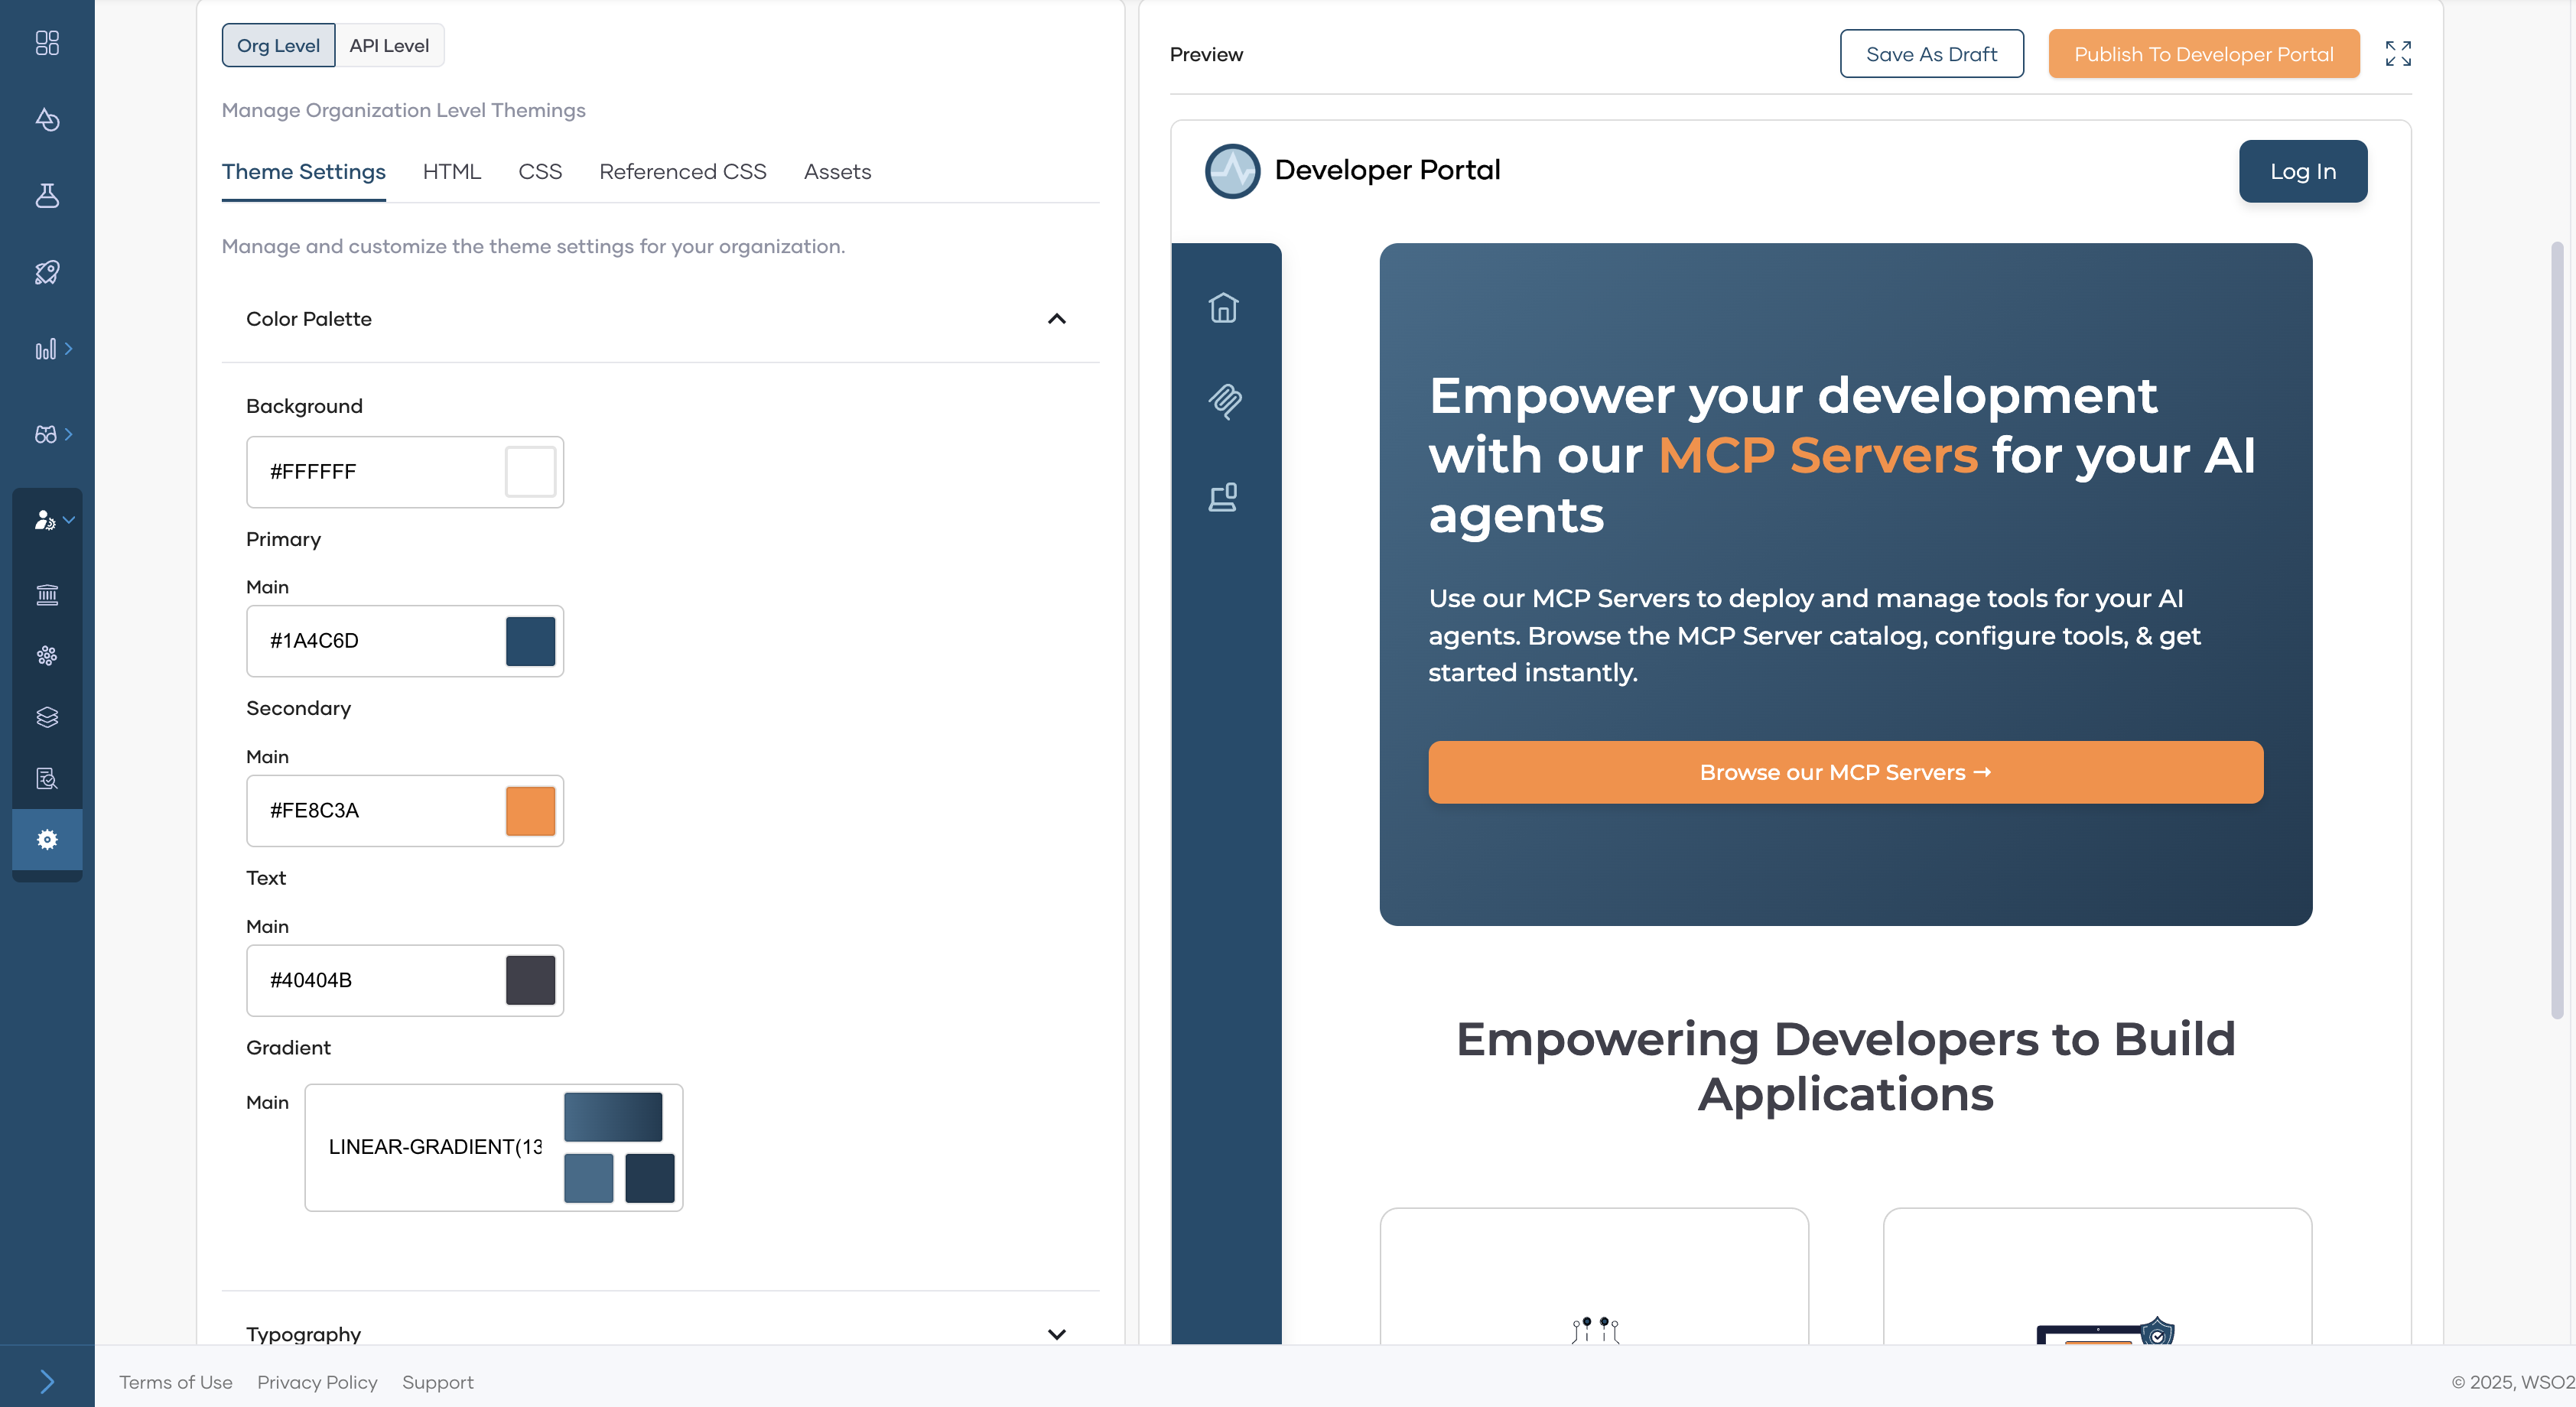 Org Level
API Level
Manage Organization Level Themings
Theme Settings
HTML
CSS
Referenced CSS
Assets
Manage and customize the theme settings for your organization.
Color Palette
Background
#FFFFFF
Primary
Main
#1A4C6D
Secondary
Main
#FE8C3A
Text
Main
#40404B
Gradient
Main
LINEAR-GRADIENT(13
Typography
Preview
Save As Draft
Publish To Developer Portal
Developer Portal
Log In
Empower your development
with our MCP Servers for your AI
agents
Use our MCP Servers to deploy and manage tools for your AI
agents. Browse the MCP Server catalog, configure tools, & get
started instantly.
Browse our MCP Servers →
Empowering Developers to Build
Applications
Terms of Use
Privacy Policy
Support
© 2025, WSO2